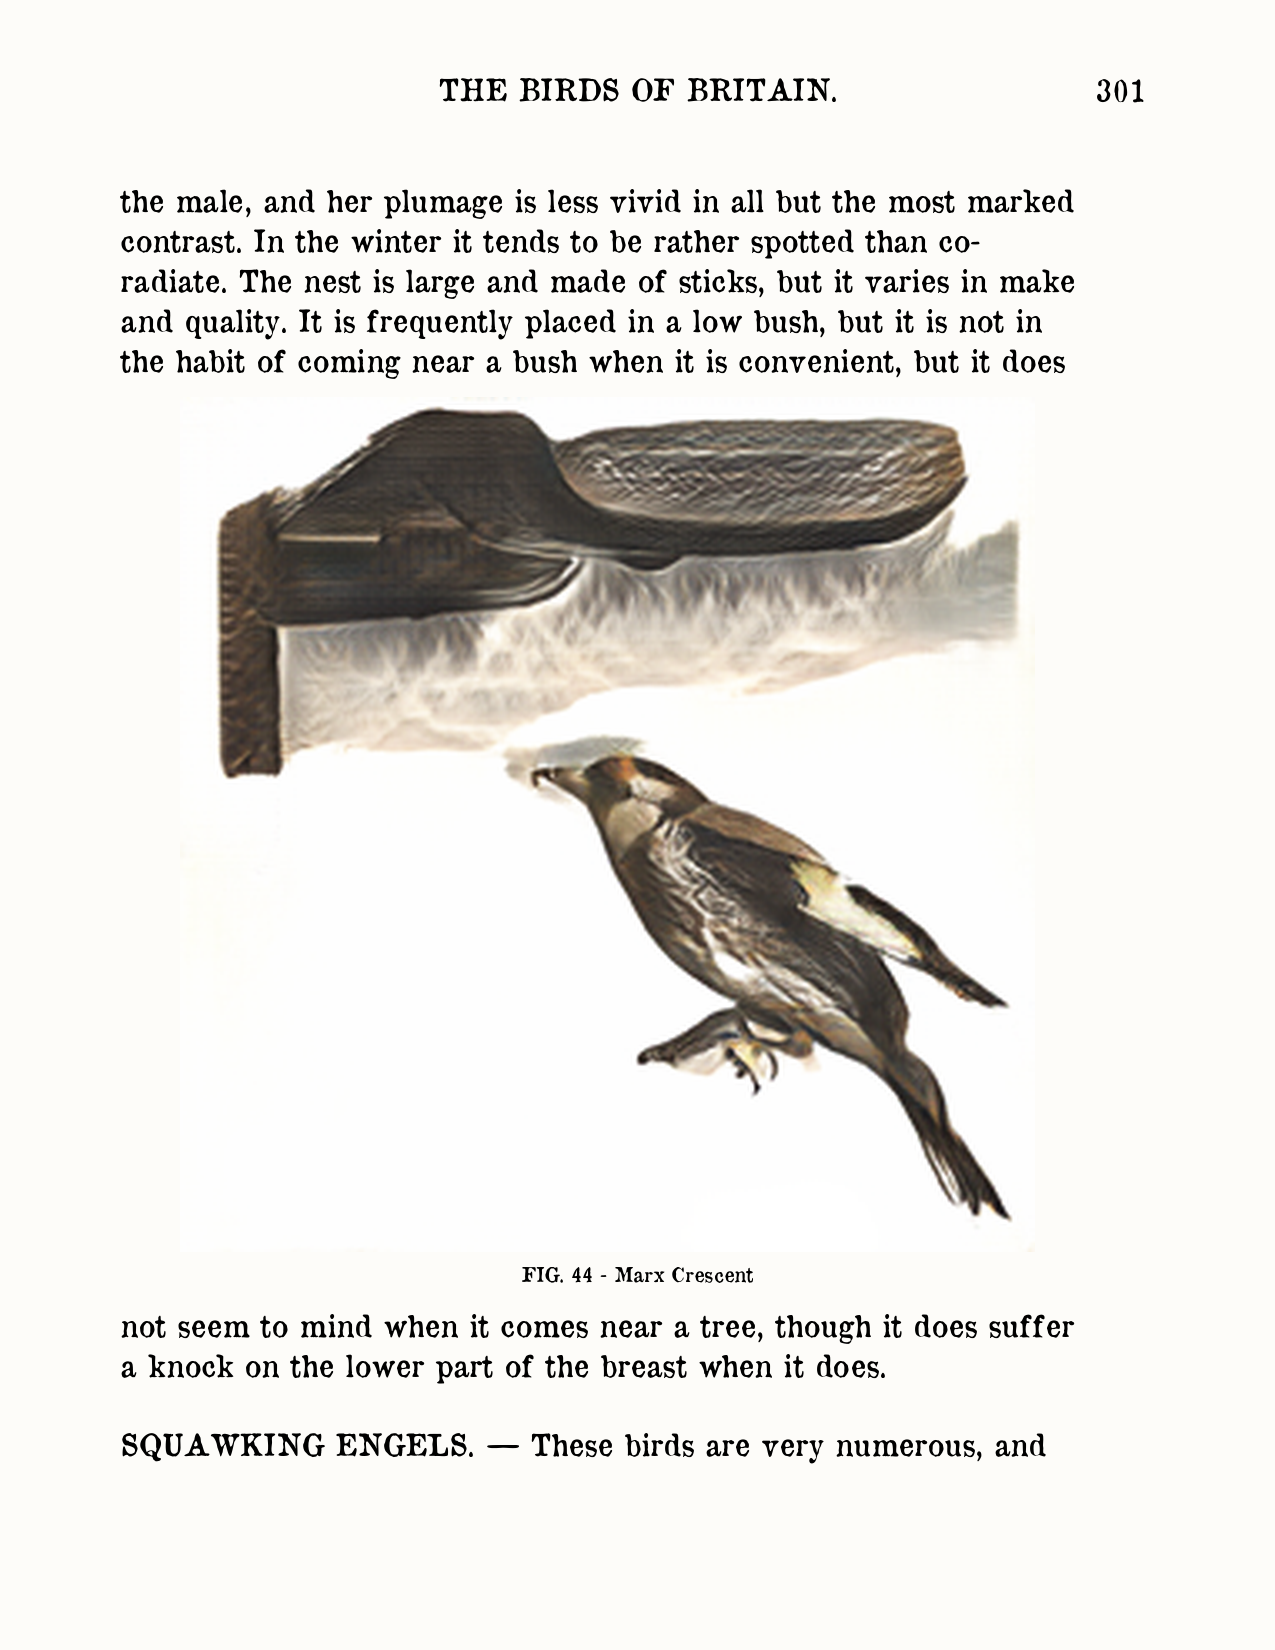 THE BIRDS OF BRITAIN. 301
the male, and her plumage is less vivid in all but the most marked
contrast. In the winter it tends to be rather spotted than co-
radiate. The nest is large and made of sticks, but it varies in make
and quality. It is frequently placed in a low bush, but it is not in
the habit of coming near a bush when it is convenient, but it does
FIG. 44 - Marx Crescent
not seem to mind when it comes near a tree, though it does suffer
a knock on the lower part of the breast when it does.
SQUAWKING ENGELS. — These birds are very numerous, and